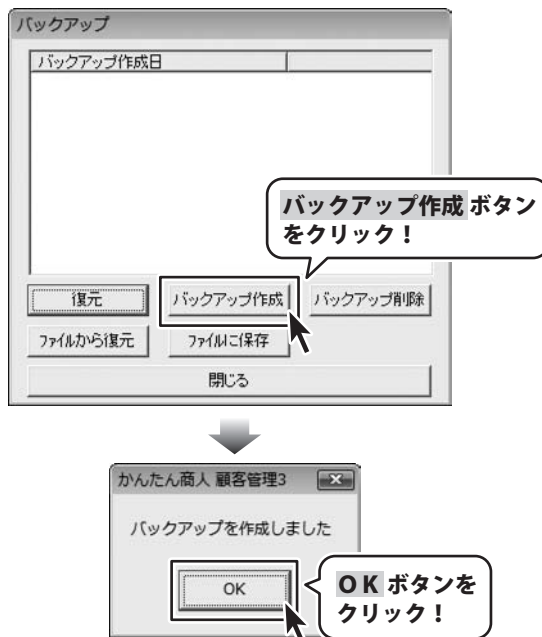 バックアップ
バックアップ作成日
バックアップ作成 ボタン
をクリック！
復元
バックアップ作成
バックアップ削除
ファイルから復元
ファイルに保存
閉じる
かんたん商人 顧客管理3
バックアップを作成しました
OK
OK ボタンを
クリック！